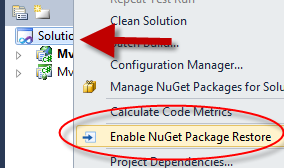 Repeat Test Run
Clean Solution
Solutio
Batch Build...
Mv
Configuration Manager...
Mv
Manage NuGet Packages for Solu
Calculate Code Metrics
Enable NuGet Package Restore
Project Dependencies...